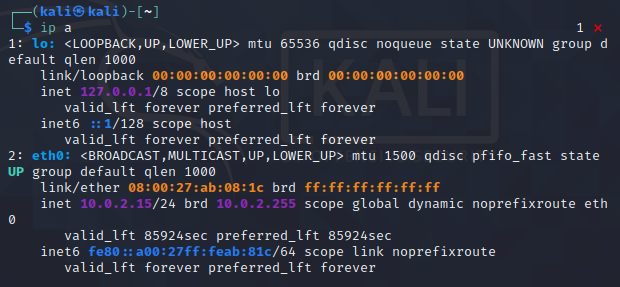 ┌──(kali㉿kali)-[~]
└─$ ip a 1 ⨯
1: lo: <LOOPBACK,UP,LOWER_UP> mtu 65536 qdisc noqueue state UNKNOWN group d
efault qlen 1000
    link/loopback 00:00:00:00:00:00 brd 00:00:00:00:00:00
    inet 127.0.0.1/8 scope host lo
       valid_lft forever preferred_lft forever
    inet6 ::1/128 scope host
       valid_lft forever preferred_lft forever
2: eth0: <BROADCAST,MULTICAST,UP,LOWER_UP> mtu 1500 qdisc pfifo_fast state
UP group default qlen 1000
    link/ether 08:00:27:ab:08:1c brd ff:ff:ff:ff:ff:ff
    inet 10.0.2.15/24 brd 10.0.2.255 scope global dynamic noprefixroute eth
0
       valid_lft 85924sec preferred_lft 85924sec
    inet6 fe80::a00:27ff:feab:81c/64 scope link noprefixroute
       valid_lft forever preferred_lft forever
KALI